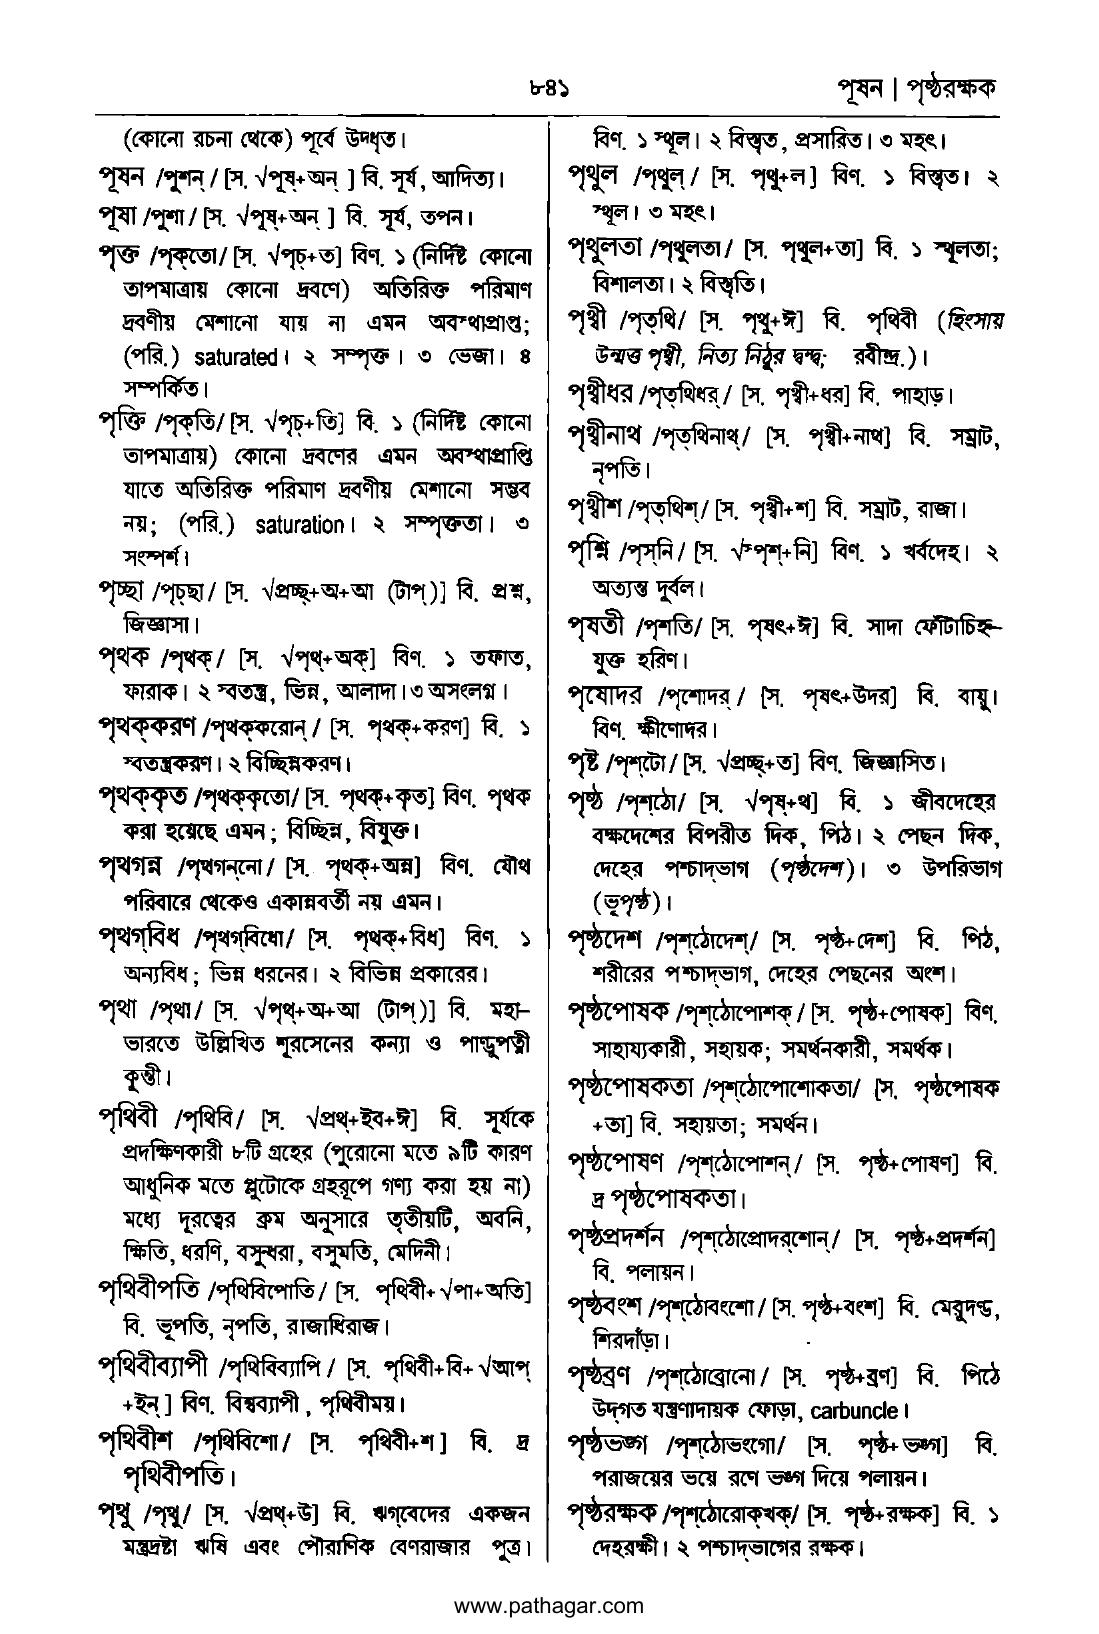 ৮৪১
পূষন | পৃষ্ঠরক্ষক
(কোনো রচনা থেকে) পূর্বে উদ্ধৃত।
পূষন /পুশন্/ [স. √পূষ্+অন্ ] বি. সূর্য, আদিত্য।
পূষা /পুশা/ [স. √পূষ্+অন্ ] বি. সূর্য, তপন।
পৃক্ত /পৃক্‌তো/ [স. √পৃচ্+ত] বিণ. ১ (নির্দিষ্ট কোনো
তাপমাত্রায় কোনো দ্রবণে) অতিরিক্ত পরিমাণ
দ্রবণীয় মেশানো যায় না এমন অবস্থাপ্রাপ্ত;
(পরি.) saturated। ২ সম্পৃক্ত। ৩ ভেজা। ৪
সম্পর্কিত।
পৃক্তি /পৃক্‌তি/ [স. √পৃচ্+তি] বি. ১ (নির্দিষ্ট কোনো
তাপমাত্রায়) কোনো দ্রবণের এমন অবস্থাপ্রাপ্তি
যাতে অতিরিক্ত পরিমাণ দ্রবণীয় মেশানো সম্ভব
নয়; (পরি.) saturation। ২ সম্পৃক্ততা। ৩
সংস্পর্শ।
পৃচ্ছা /পৃচ্‌ছা/ [স. √প্রচ্ছ্+অ+আ (টাপ্)] বি. প্রশ্ন,
জিজ্ঞাসা।
পৃথক /পৃথক্/ [স. √পৃথ্+অক্] বিণ. ১ তফাত,
ফারাক। ২ স্বতন্ত্র, ভিন্ন, আলাদা। ৩ অসংলগ্ন।
পৃথক্‌করণ /পৃথক্‌করোন্/ [স. পৃথক্+করণ] বি. ১
স্বতন্ত্রকরণ। ২ বিচ্ছিন্নকরণ।
পৃথক্‌কৃত /পৃথক্‌কৃতো/ [স. পৃথক্+কৃত] বিণ. পৃথক
করা হয়েছে এমন; বিচ্ছিন্ন, বিযুক্ত।
পৃথগন্ন /পৃথগন্‌নো/ [স. পৃথক্+অন্ন] বিণ. যৌথ
পরিবারে থেকেও একান্নবর্তী নয় এমন।
পৃথগ্‌বিধ /পৃথগ্‌বিধো/ [স. পৃথক্+বিধ] বিণ. ১
অন্যবিধ; ভিন্ন ধরনের। ২ বিভিন্ন প্রকারের।
পৃথা /পৃথা/ [স. √পৃথ্+অ+আ (টাপ্)] বি. মহা-
ভারতে উল্লিখিত শূরসেনের কন্যা ও পান্ডুপত্নী
কুন্তী।
পৃথিবী /পৃথিবি/ [স. √প্রথ্+ইব+ঈ] বি. সূর্যকে
প্রদক্ষিণকারী ৮টি গ্রহের (পুরোনো মতে ৯টি কারণ
আধুনিক মতে প্লুটোকে গ্রহরূপে গণ্য করা হয় না)
মধ্যে দূরত্বের ক্রম অনুসারে তৃতীয়টি, অবনি,
ক্ষিতি, ধরণি, বসুন্ধরা, বসুমতি, মেদিনী।
পৃথিবীপতি /পৃথিবিপোতি/ [স. পৃথিবী+√পা+অতি]
বি. ভূপতি, নৃপতি, রাজাধিরাজ।
পৃথিবীব্যাপী /পৃথিবিব্যাপি/ [স. পৃথিবী+বি+√আপ্
+ইন্] বিণ. বিশ্বব্যাপী, পৃথিবীময়।
পৃথিবীশ /পৃথিবিশো/ [স. পৃথিবী+শ] বি. দ্র
পৃথিবীপতি।
পৃথু /পৃথু/ [স. √প্রথ্+উ] বি. ঋগ্‌বেদের একজন
মন্ত্রদ্রষ্টা ঋষি এবং পৌরাণিক বেণরাজার পুত্র।
বিণ. ১ স্থূল। ২ বিস্তৃত, প্রসারিত। ৩ মহৎ।
পৃথুল /পৃথুল্/ [স. পৃথু+ল] বিণ. ১ বিস্তৃত। ২
স্থূল। ৩ মহৎ।
পৃথুলতা /পৃথুলতা/ [স. পৃথুল+তা] বি. ১ স্থূলতা;
বিশালতা। ২ বিস্তৃতি।
পৃথ্বী /পৃত্‌থি/ [স. পৃথু+ঈ] বি. পৃথিবী (হিংসায়
উন্মত্ত পৃথ্বী, নিত্য নিঠুর দ্বন্দ্ব; রবীন্দ্র.)।
পৃথ্বীধর /পৃত্‌থিধর্/ [স. পৃথ্বী+ধর] বি. পাহাড়।
পৃথ্বীনাথ /পৃত্‌থিনাথ্/ [স. পৃথ্বী+নাথ] বি. সম্রাট,
নৃপতি।
পৃথ্বীশ /পৃত্‌থিশ্/ [স. পৃথ্বী+শ] বি. সম্রাট, রাজা।
পৃশ্নি /পৃস্‌নি/ [স. √স্পৃশ্+নি] বিণ. ১ খর্বদেহ। ২
অত্যন্ত দুর্বল।
পৃষতী /পৃশতি/ [স. পৃষৎ+ঈ] বি. সাদা ফোঁটাচিহ্ন-
যুক্ত হরিণ।
পৃষোদর /পৃশোদর্/ [স. পৃষৎ+উদর] বি. বায়ু।
বিণ. ক্ষীণোদর।
পৃষ্ট /পৃশ্‌টো/ [স. √প্রচ্ছ্+ত] বিণ. জিজ্ঞাসিত।
পৃষ্ঠ /পৃশ্‌ঠো/ [স. √পৃষ্+থ] বি. ১ জীবদেহের
বক্ষদেশের বিপরীত দিক, পিঠ। ২ পেছন দিক,
দেহের পশ্চাদ্‌ভাগ (পৃষ্ঠদেশ)। ৩ উপরিভাগ
(ভূপৃষ্ঠ)।
পৃষ্ঠদেশ /পৃশ্‌ঠোদেশ্/ [স. পৃষ্ঠ+দেশ] বি. পিঠ,
শরীরের পশ্চাদ্‌ভাগ, দেহের পেছনের অংশ।
পৃষ্ঠপোষক /পৃশ্‌ঠোপোশক্/ [স. পৃষ্ঠ+পোষক] বিণ.
সাহায্যকারী, সহায়ক; সমর্থনকারী, সমর্থক।
পৃষ্ঠপোষকতা /পৃশ্‌ঠোপোশোকতা/ [স. পৃষ্ঠপোষক
+তা] বি. সহায়তা; সমর্থন।
পৃষ্ঠপোষণ /পৃশ্‌ঠোপোশন্/ [স. পৃষ্ঠ+পোষণ] বি.
দ্র পৃষ্ঠপোষকতা।
পৃষ্ঠপ্রদর্শন /পৃশ্‌ঠোপ্রোদর্‌শোন্/ [স. পৃষ্ঠ+প্রদর্শন]
বি. পলায়ন।
পৃষ্ঠবংশ /পৃশ্‌ঠোবংশো/ [স. পৃষ্ঠ+বংশ] বি. মেরুদণ্ড,
শিরদাঁড়া।
পৃষ্ঠব্রণ /পৃশ্‌ঠোব্রোনো/ [স. পৃষ্ঠ+ব্রণ] বি. পিঠে
উদ্‌গত যন্ত্রণাদায়ক ফোড়া, carbuncle।
পৃষ্ঠভঙ্গ /পৃশ্‌ঠোভংগো/ [স. পৃষ্ঠ+ভঙ্গ] বি.
পরাজয়ের ভয়ে রণে ভঙ্গ দিয়ে পলায়ন।
পৃষ্ঠরক্ষক /পৃশ্‌ঠোরোক্‌খক্/ [স. পৃষ্ঠ+রক্ষক] বি. ১
দেহরক্ষী। ২ পশ্চাদ্‌ভাগের রক্ষক।
www.pathagar.com